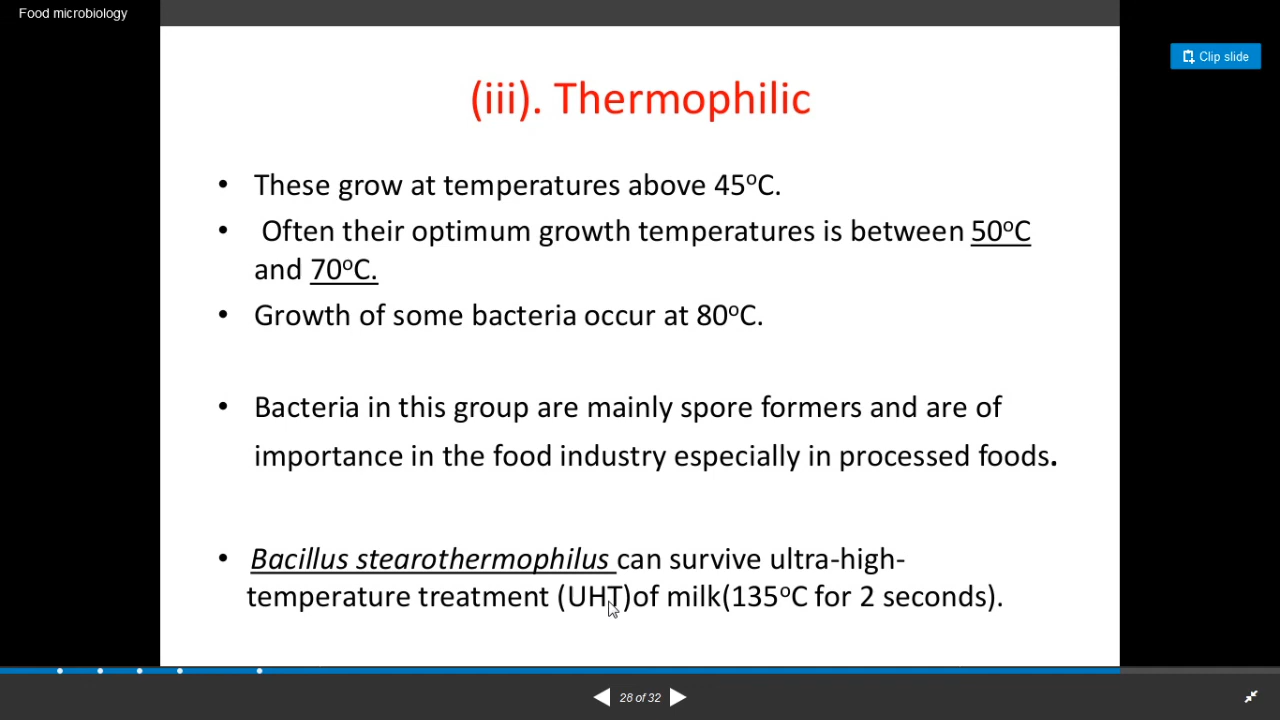 Food microbiology
Clip slide
(iii). Thermophilic
• These grow at temperatures above 45ºC.
• Often their optimum growth temperatures is between 50ºC
and 70ºC.
• Growth of some bacteria occur at 80ºC.
• Bacteria in this group are mainly spore formers and are of
importance in the food industry especially in processed foods.
• Bacillus stearothermophilus can survive ultra-high-
temperature treatment (UHT)of milk(135ºC for 2 seconds).
28 of 32